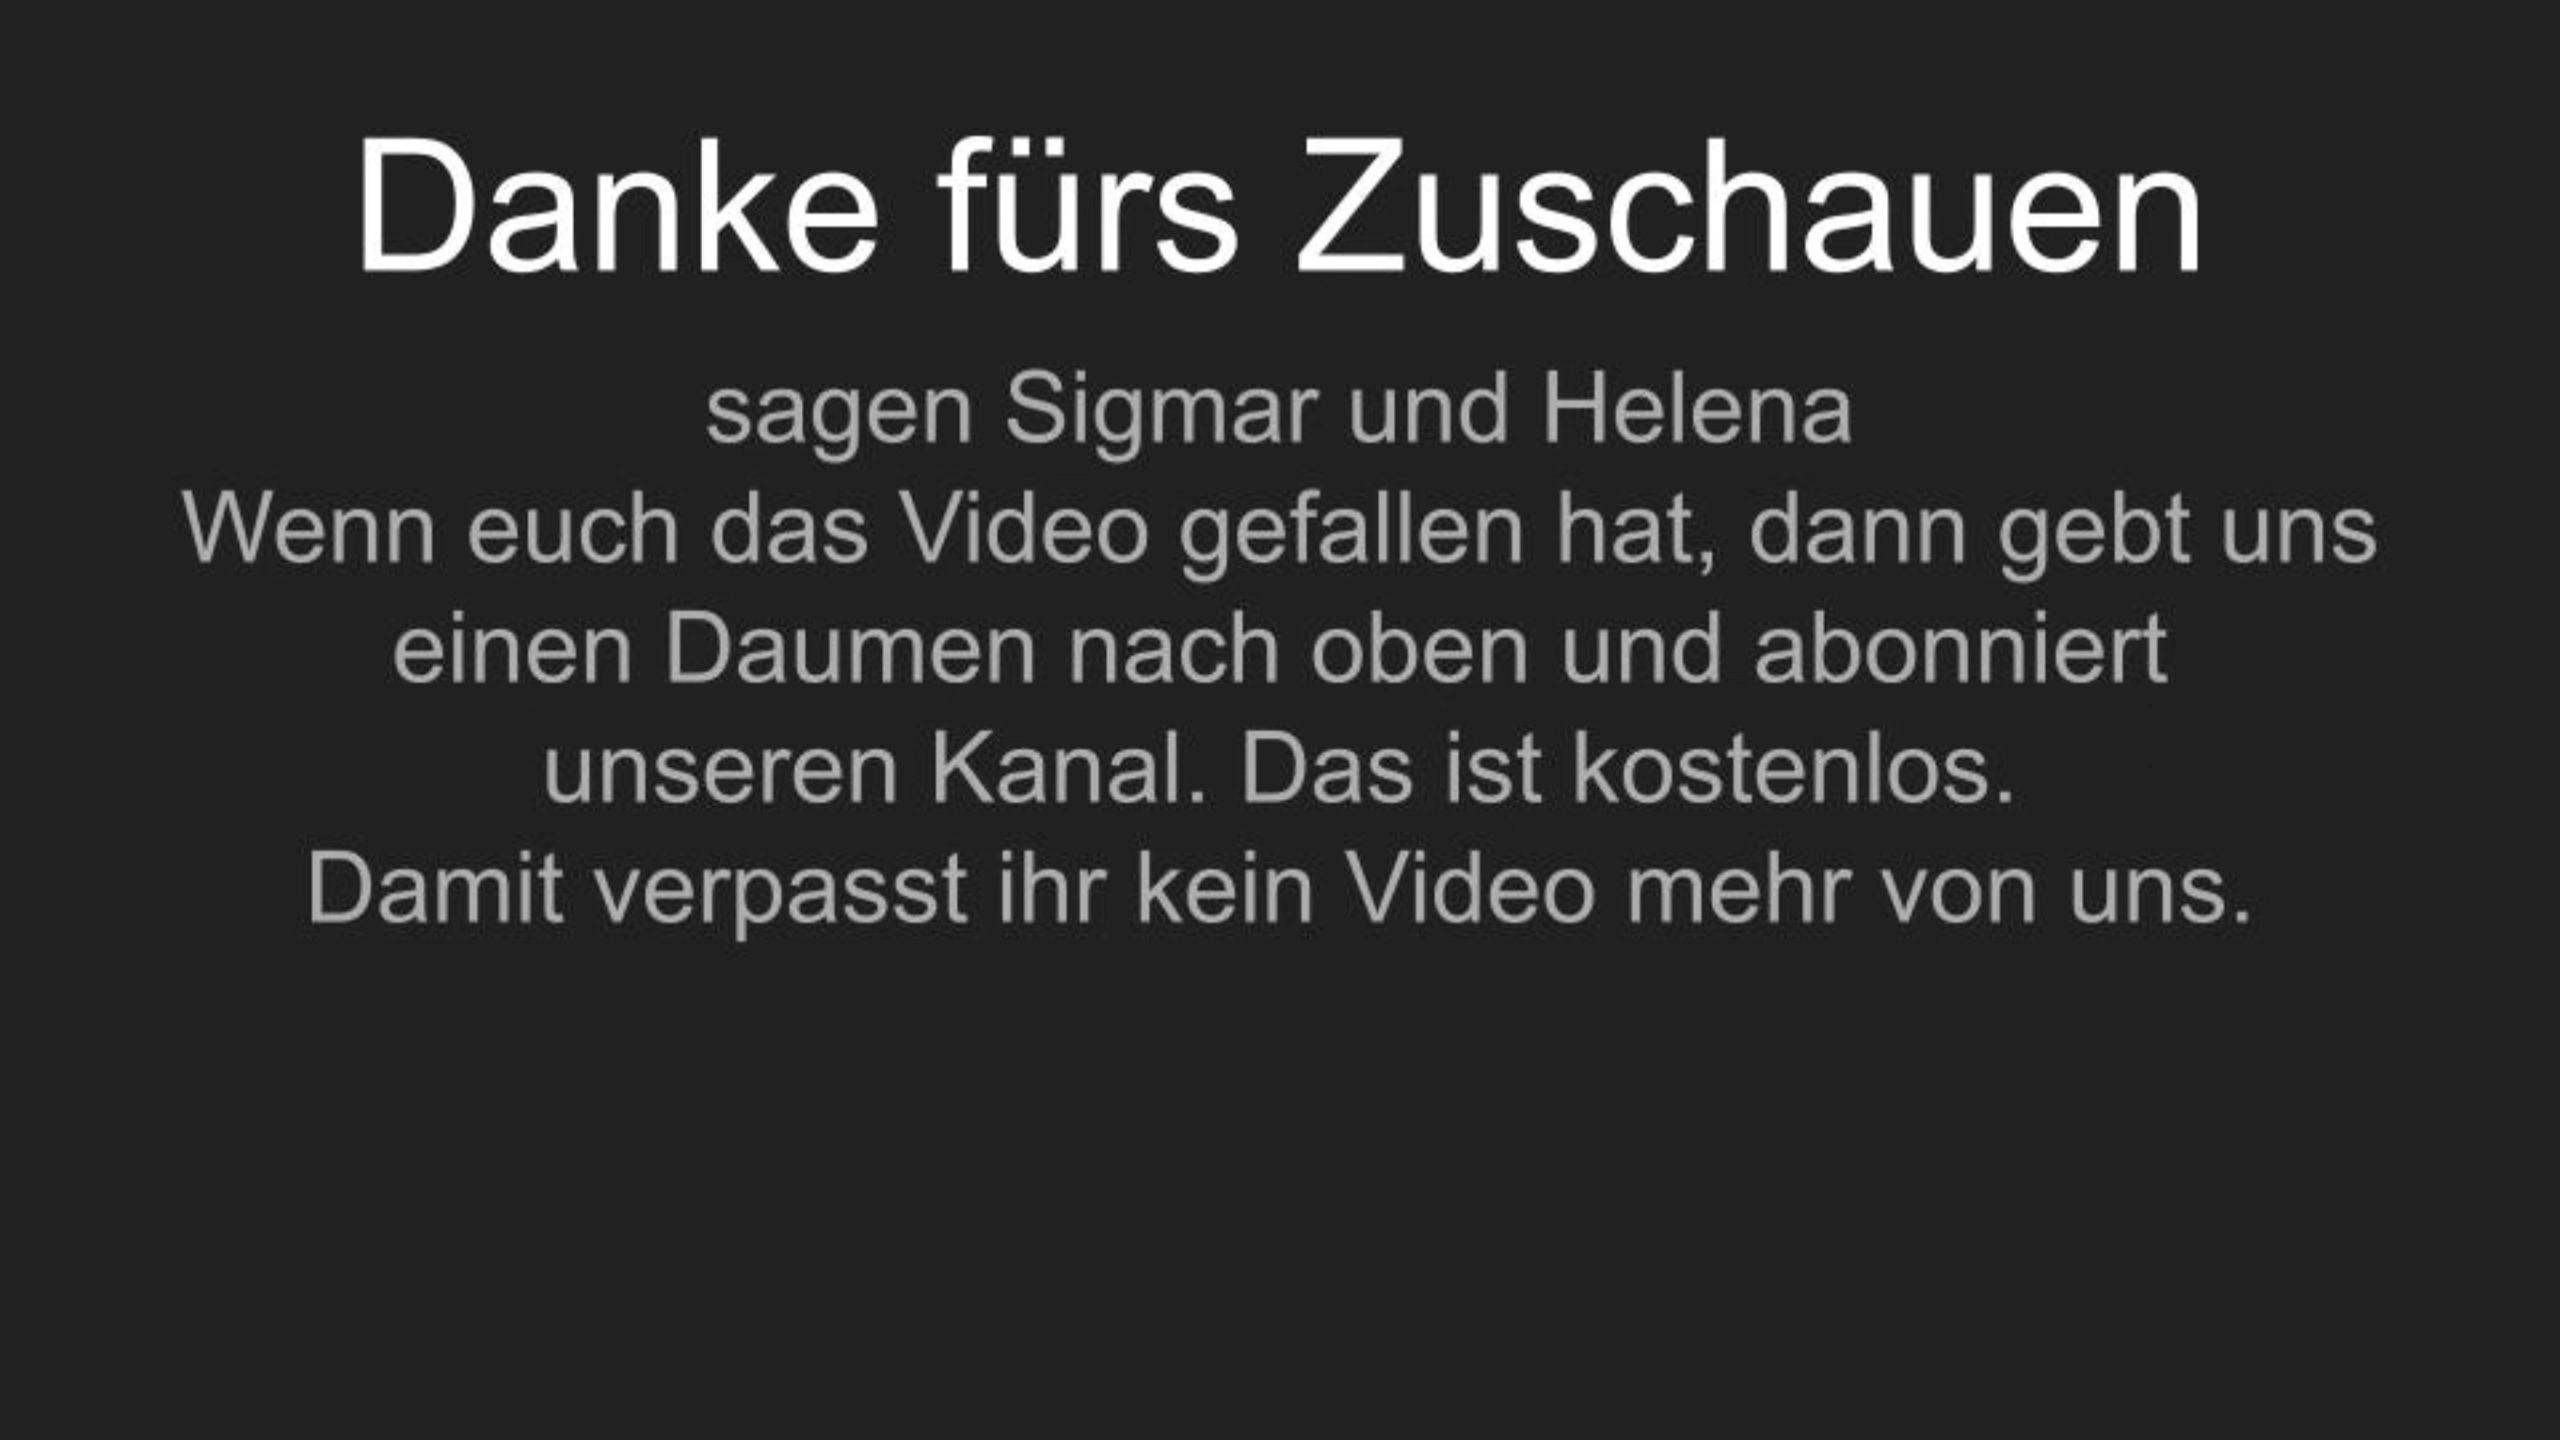 Danke fürs Zuschauen
sagen Sigmar und Helena
Wenn euch das Video gefallen hat, dann gebt uns
einen Daumen nach oben und abonniert
unseren Kanal. Das ist kostenlos.
Damit verpasst ihr kein Video mehr von uns.